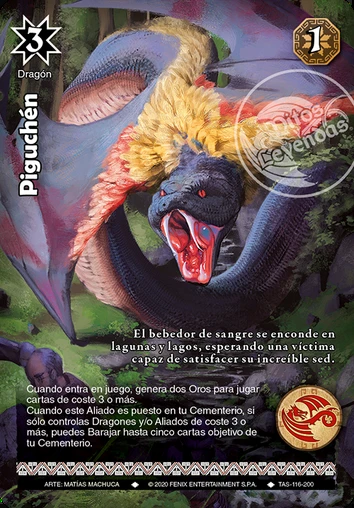 3
1
Dragón
Piguchén
Mitos y
Leyendas
El bebedor de sangre se enconde en
lagunas y lagos, esperando una víctima
capaz de satisfacer su increíble sed.
Cuando entra en juego, genera dos Oros para jugar
cartas de coste 3 o más.
Cuando este Aliado es puesto en tu Cementerio, si
sólo controlas Dragones y/o Aliados de coste 3 o
más, puedes Barajar hasta cinco cartas objetivo de
tu Cementerio.
ARTE: MATÍAS MACHUCA ◆ © 2020 FENIX ENTERTAINMENT S.P.A. ◆ TAS-116-200